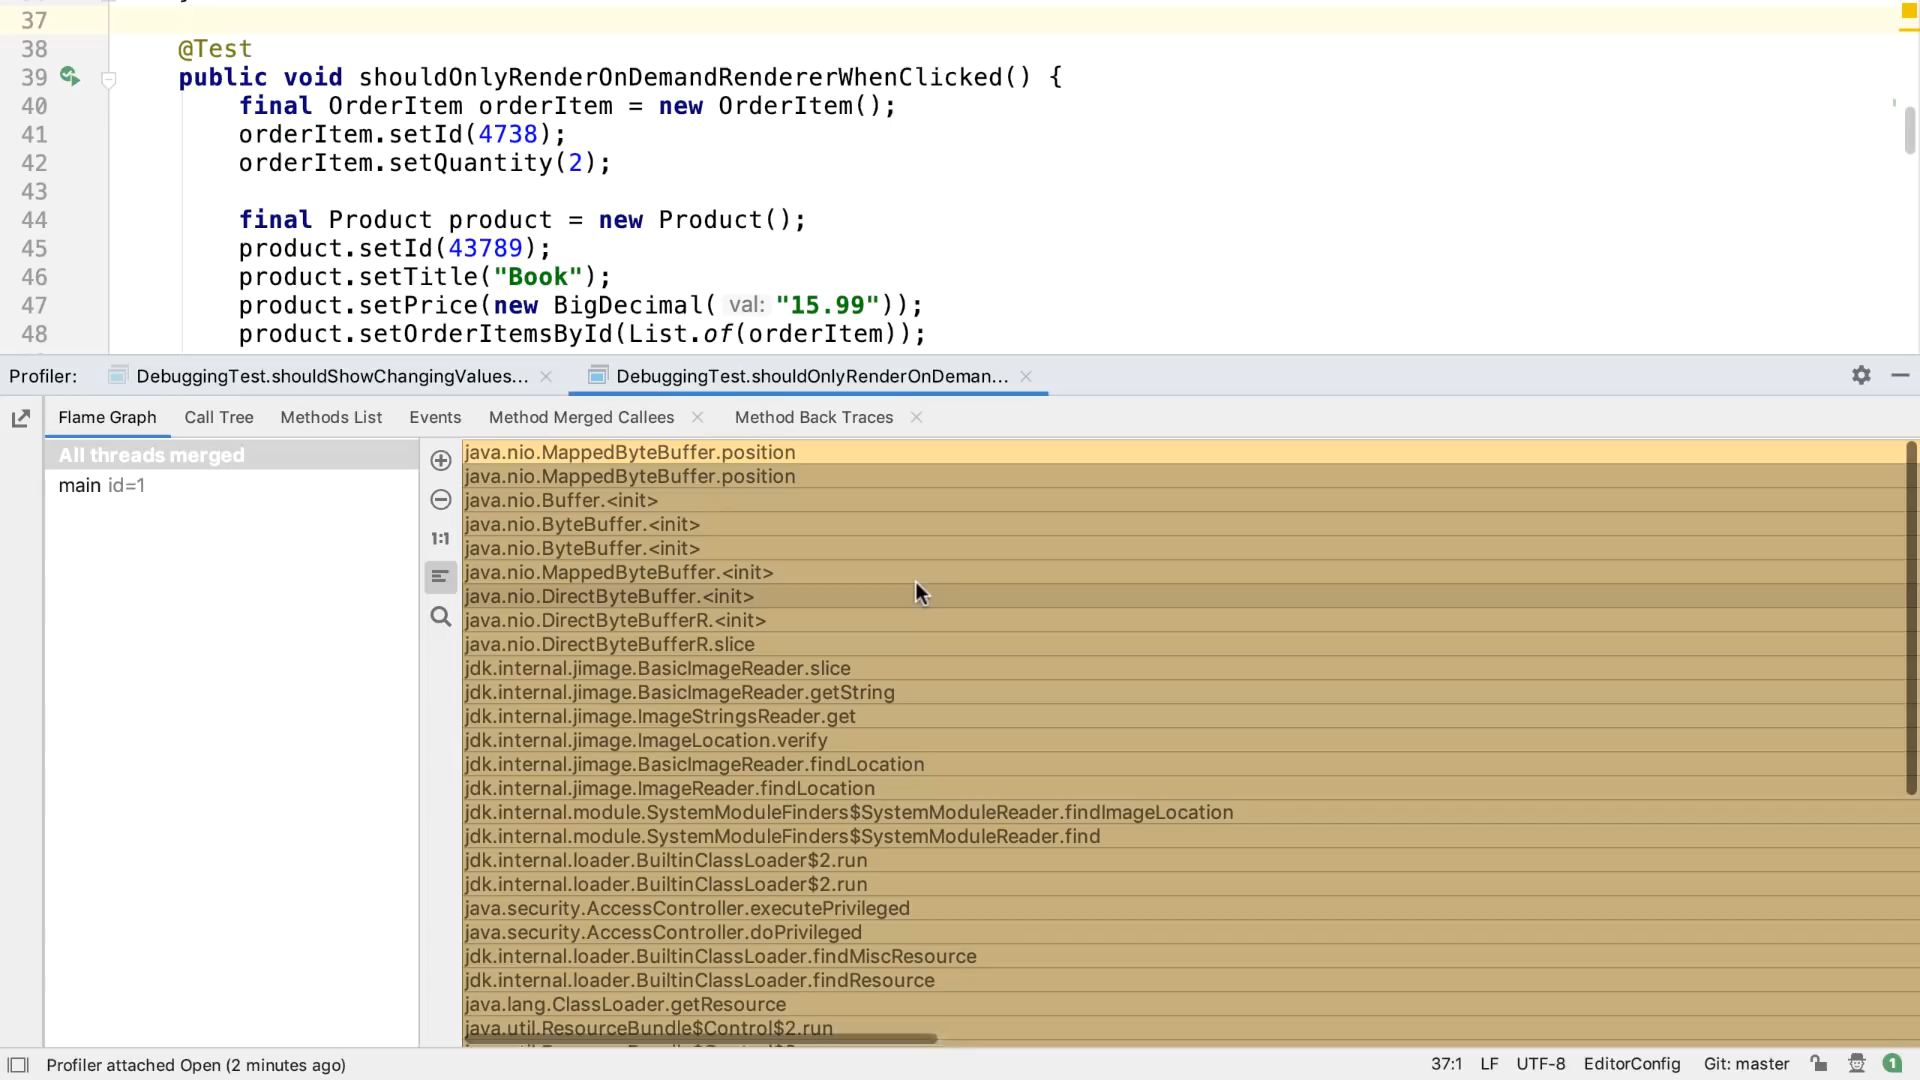 37
38 @Test
39 public void shouldOnlyRenderOnDemandRendererWhenClicked() {
40 final OrderItem orderItem = new OrderItem();
41 orderItem.setId(4738);
42 orderItem.setQuantity(2);
43
44 final Product product = new Product();
45 product.setId(43789);
46 product.setTitle("Book");
47 product.setPrice(new BigDecimal( val: "15.99"));
48 product.setOrderItemsById(List.of(orderItem));
Profiler: DebuggingTest.shouldShowChangingValues... DebuggingTest.shouldOnlyRenderOnDeman...
Flame Graph Call Tree Methods List Events Method Merged Callees Method Back Traces
All threads merged
main id=1
1:1
java.nio.MappedByteBuffer.position
java.nio.MappedByteBuffer.position
java.nio.Buffer.<init>
java.nio.ByteBuffer.<init>
java.nio.ByteBuffer.<init>
java.nio.MappedByteBuffer.<init>
java.nio.DirectByteBuffer.<init>
java.nio.DirectByteBufferR.<init>
java.nio.DirectByteBufferR.slice
jdk.internal.jimage.BasicImageReader.slice
jdk.internal.jimage.BasicImageReader.getString
jdk.internal.jimage.ImageStringsReader.get
jdk.internal.jimage.ImageLocation.verify
jdk.internal.jimage.BasicImageReader.findLocation
jdk.internal.jimage.ImageReader.findLocation
jdk.internal.module.SystemModuleFinders$SystemModuleReader.findImageLocation
jdk.internal.module.SystemModuleFinders$SystemModuleReader.find
jdk.internal.loader.BuiltinClassLoader$2.run
jdk.internal.loader.BuiltinClassLoader$2.run
java.security.AccessController.executePrivileged
java.security.AccessController.doPrivileged
jdk.internal.loader.BuiltinClassLoader.findMiscResource
jdk.internal.loader.BuiltinClassLoader.findResource
java.lang.ClassLoader.getResource
java.util.ResourceBundle$Control$2.run
Profiler attached Open (2 minutes ago) 37:1 LF UTF-8 EditorConfig Git: master 1